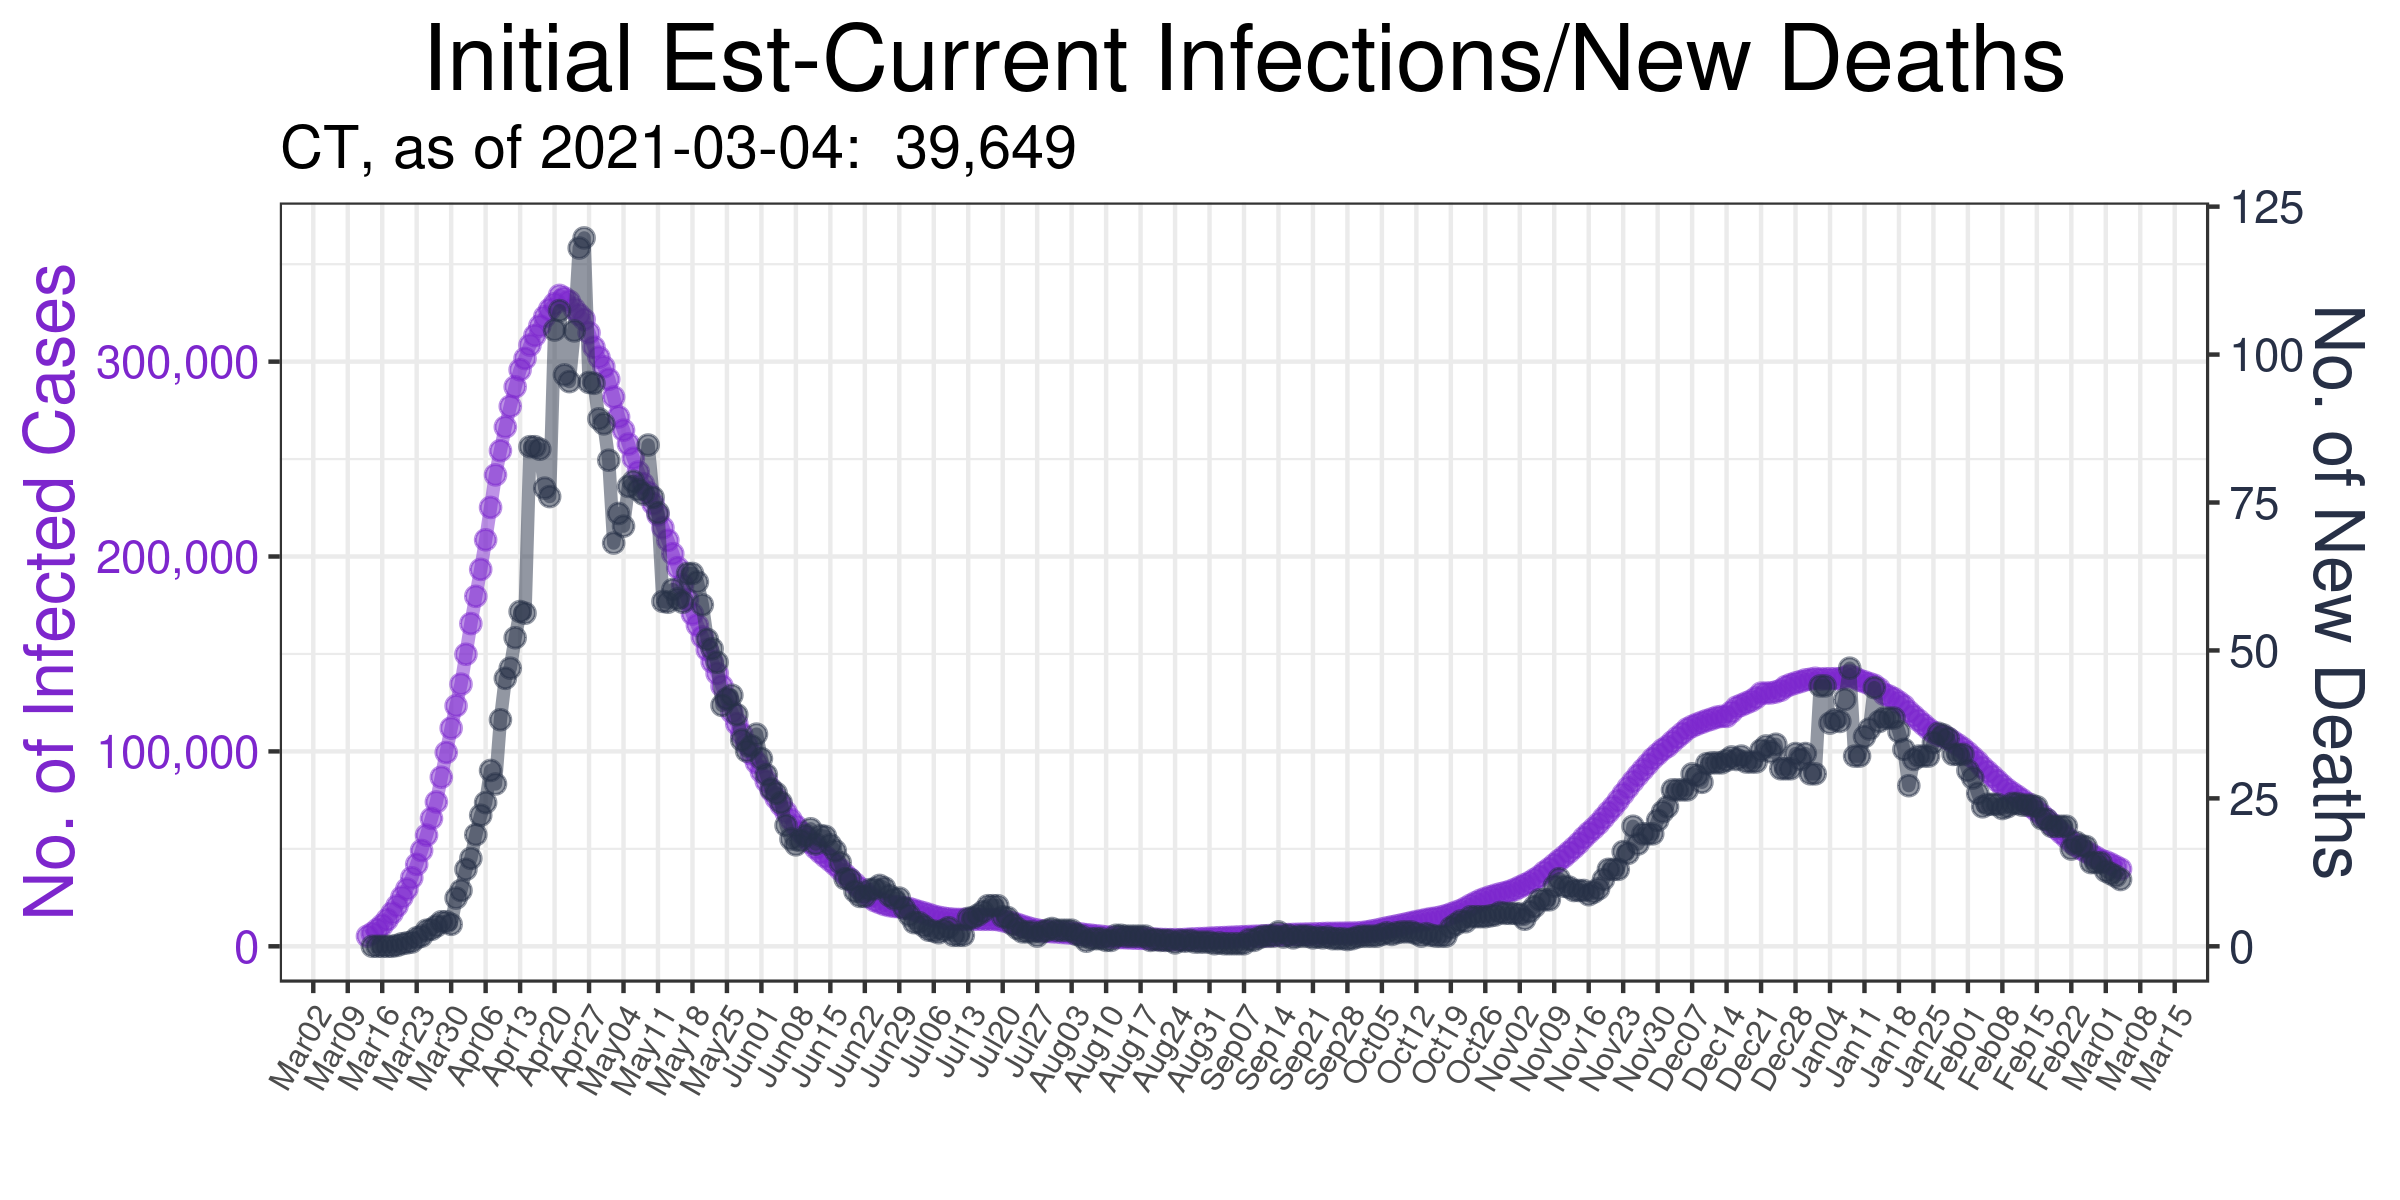 Initial Est-Current Infections/New Deaths
CT, as of 2021-03-04: 39,649
No. of Infected Cases
300,000
200,000
100,000
0
125
100
75
50
25
0
No. of New Deaths
Mar02
Mar09
Mar16
Mar23
Mar30
Apr06
Apr13
Apr20
Apr27
May04
May11
May18
May25
Jun01
Jun08
Jun15
Jun22
Jun29
Jul06
Jul13
Jul20
Jul27
Aug03
Aug10
Aug17
Aug24
Aug31
Sep07
Sep14
Sep21
Sep28
Oct05
Oct12
Oct19
Oct26
Nov02
Nov09
Nov16
Nov23
Nov30
Dec07
Dec14
Dec21
Dec28
Jan04
Jan11
Jan18
Jan25
Feb01
Feb08
Feb15
Feb22
Mar01
Mar08
Mar15